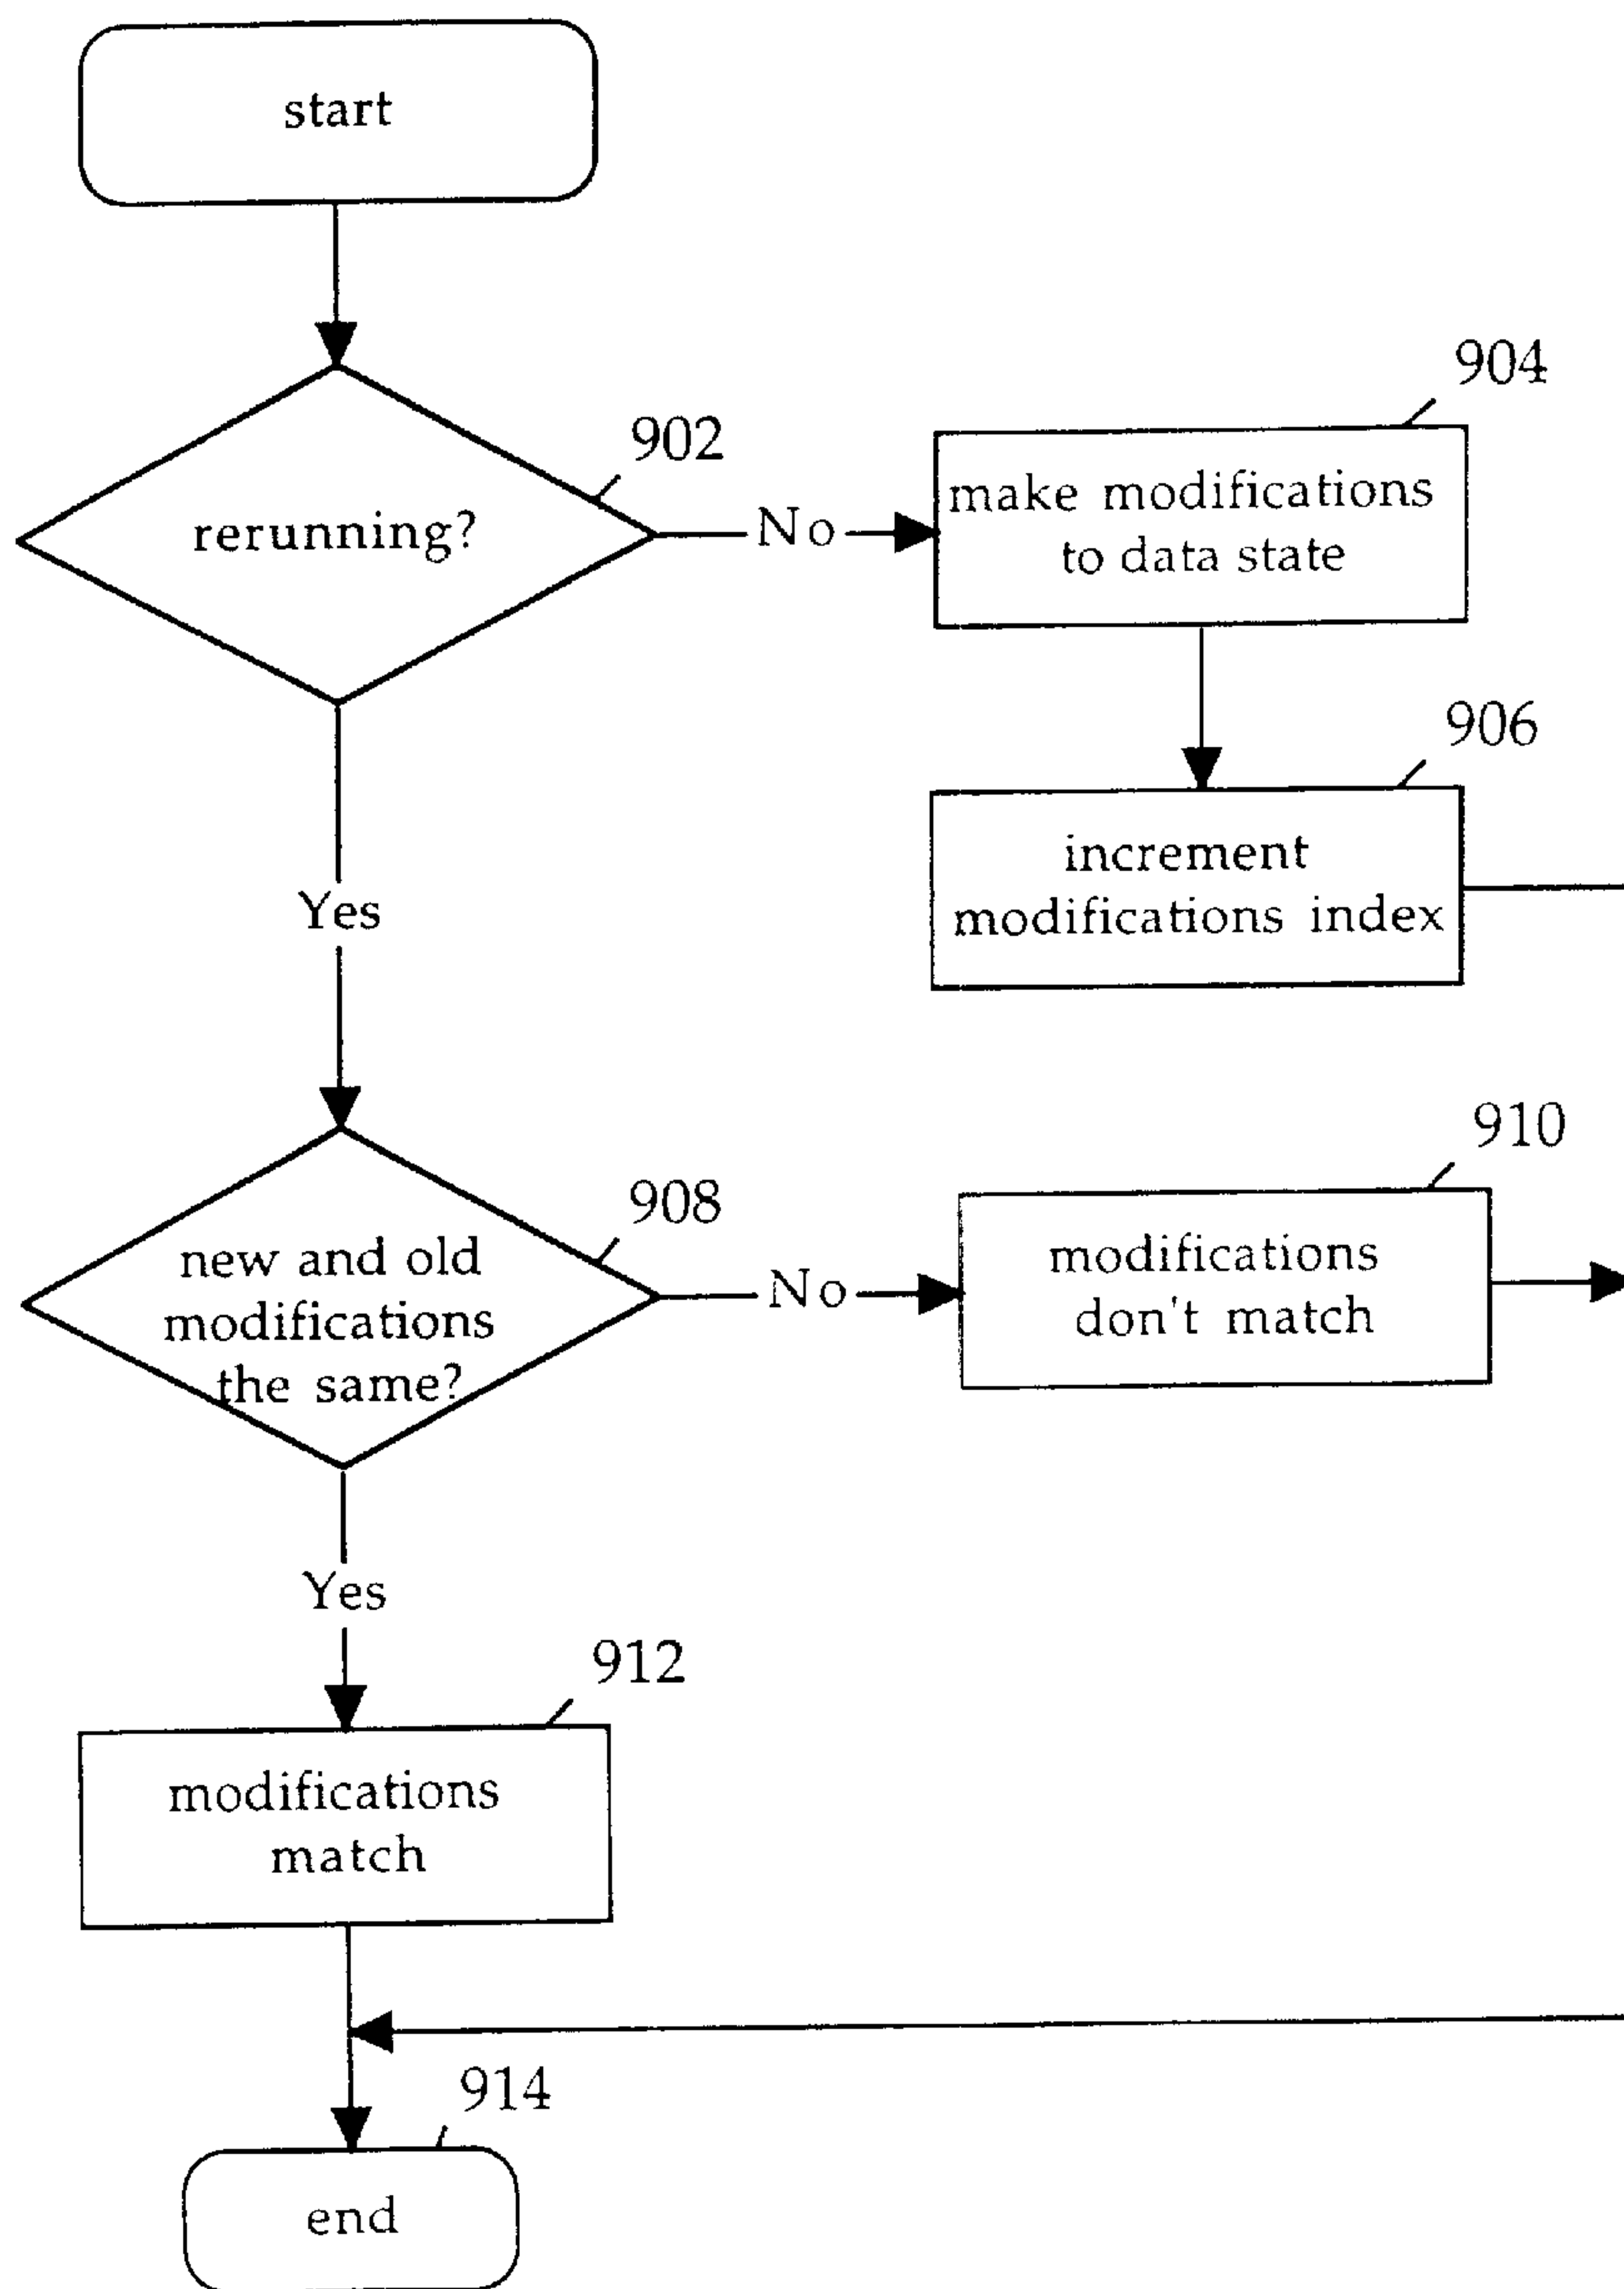 start
902
rerunning?
No
904
make modifications
to data state
906
increment
modifications index
Yes
908
new and old
modifications
the same?
No
910
modifications
don't match
Yes
912
modifications
match
914
end